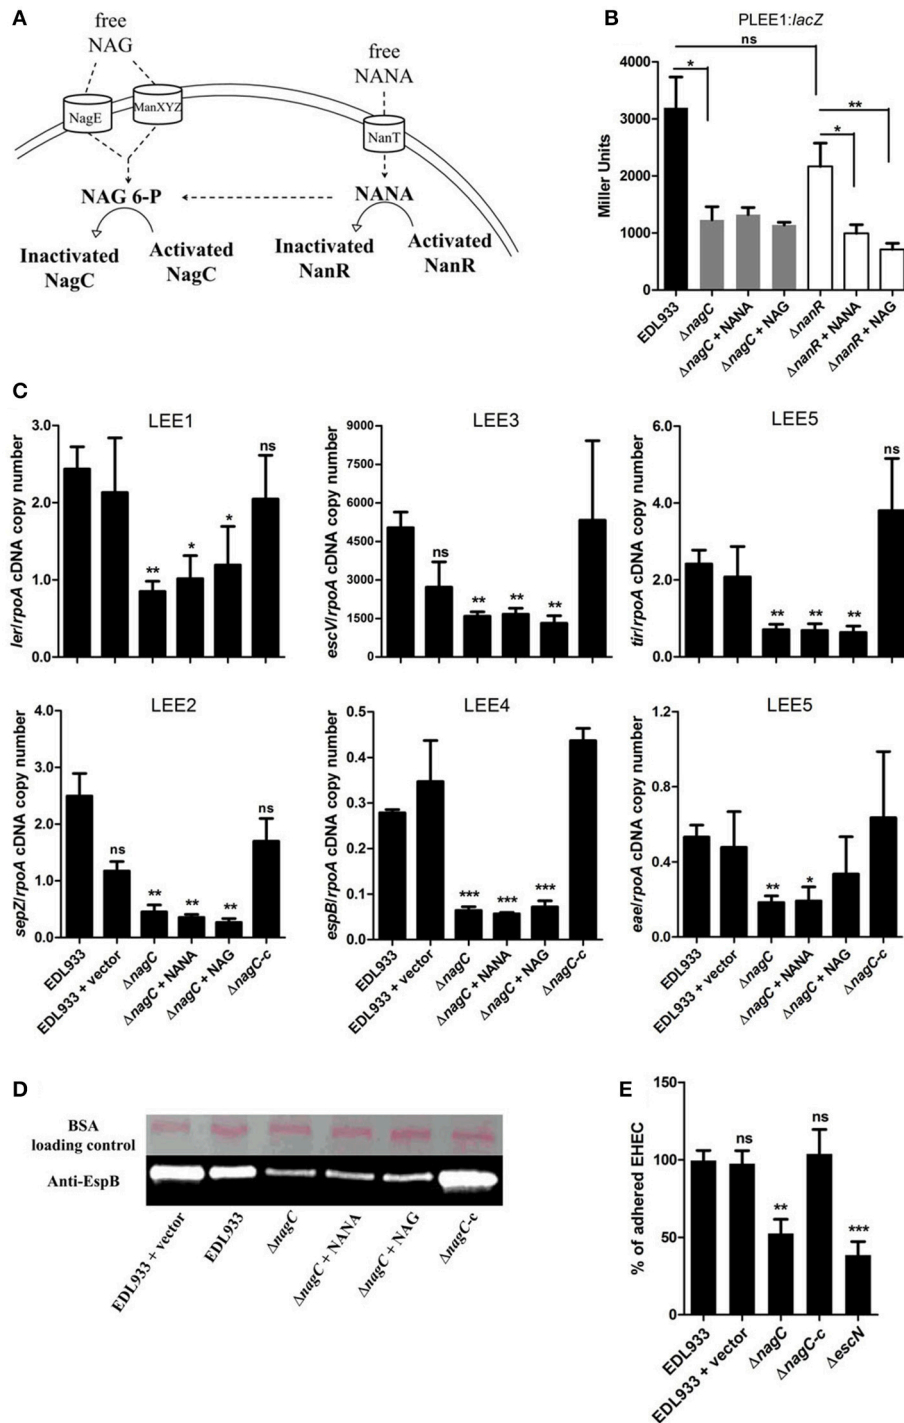 A
free
NAG
free
NANA
NagE
ManXYZ
NanT
NAG 6-P
NANA
Inactivated
NagC
Activated
NagC
Inactivated
NanR
Activated
NanR
B
PLEE1:lacZ
ns
*
**
*
Miller Units
4000
3000
2000
1000
0
EDL933
ΔnagC
ΔnagC + NANA
ΔnagC + NAG
ΔnanR
ΔnanR + NANA
ΔnanR + NAG
C
LEE1
ler/rpoA cDNA copy number
3.0
2.0
1.0
0.0
**
*
*
ns
LEE3
escV/rpoA cDNA copy number
9000
7500
6000
4500
3000
1500
0
ns
**
**
**
LEE5
tir/rpoA cDNA copy number
6.0
4.0
2.0
0.0
**
**
**
ns
LEE2
sepZ/rpoA cDNA copy number
4.0
3.0
2.0
1.0
0.0
ns
**
**
**
ns
EDL933
EDL933 + vector
ΔnagC
ΔnagC + NANA
ΔnagC + NAG
ΔnagC-c
LEE4
espB/rpoA cDNA copy number
0.5
0.4
0.3
0.2
0.1
0.0
***
***
***
EDL933
EDL933 + vector
ΔnagC
ΔnagC + NANA
ΔnagC + NAG
ΔnagC-c
LEE5
eae/rpoA cDNA copy number
1.2
0.8
0.4
0.0
**
*
EDL933
EDL933 + vector
ΔnagC
ΔnagC + NANA
ΔnagC + NAG
ΔnagC-c
D
BSA
loading control
Anti-EspB
EDL933 + vector
EDL933
ΔnagC
ΔnagC + NANA
ΔnagC + NAG
ΔnagC-c
E
% of adhered EHEC
150
100
50
0
ns
**
ns
***
EDL933
EDL933 + vector
ΔnagC
ΔnagC-c
ΔescN